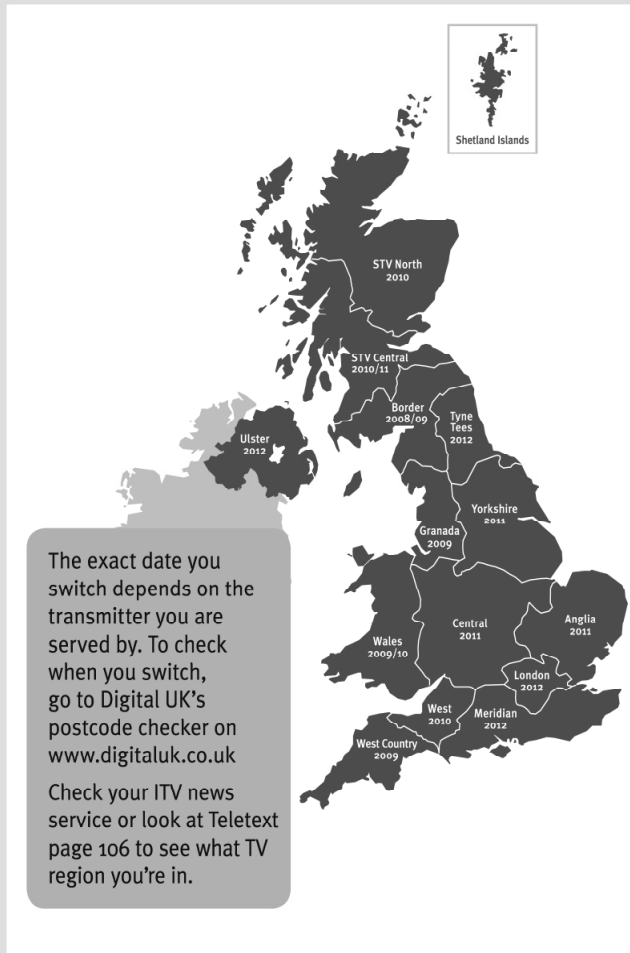 Shetland Islands
STV North
2010
STV Central
2010/11
Border
2008/09
Tyne
Tees
2012
Ulster
2012
Yorkshire
2011
Granada
2009
Wales
2009/10
Central
2011
Anglia
2011
London
2012
West
2010
Meridian
2012
West Country
2009
The exact date you
switch depends on the
transmitter you are
served by. To check
when you switch,
go to Digital UK's
postcode checker on
www.digitaluk.co.uk
Check your ITV news
service or look at Teletext
page 106 to see what TV
region you're in.